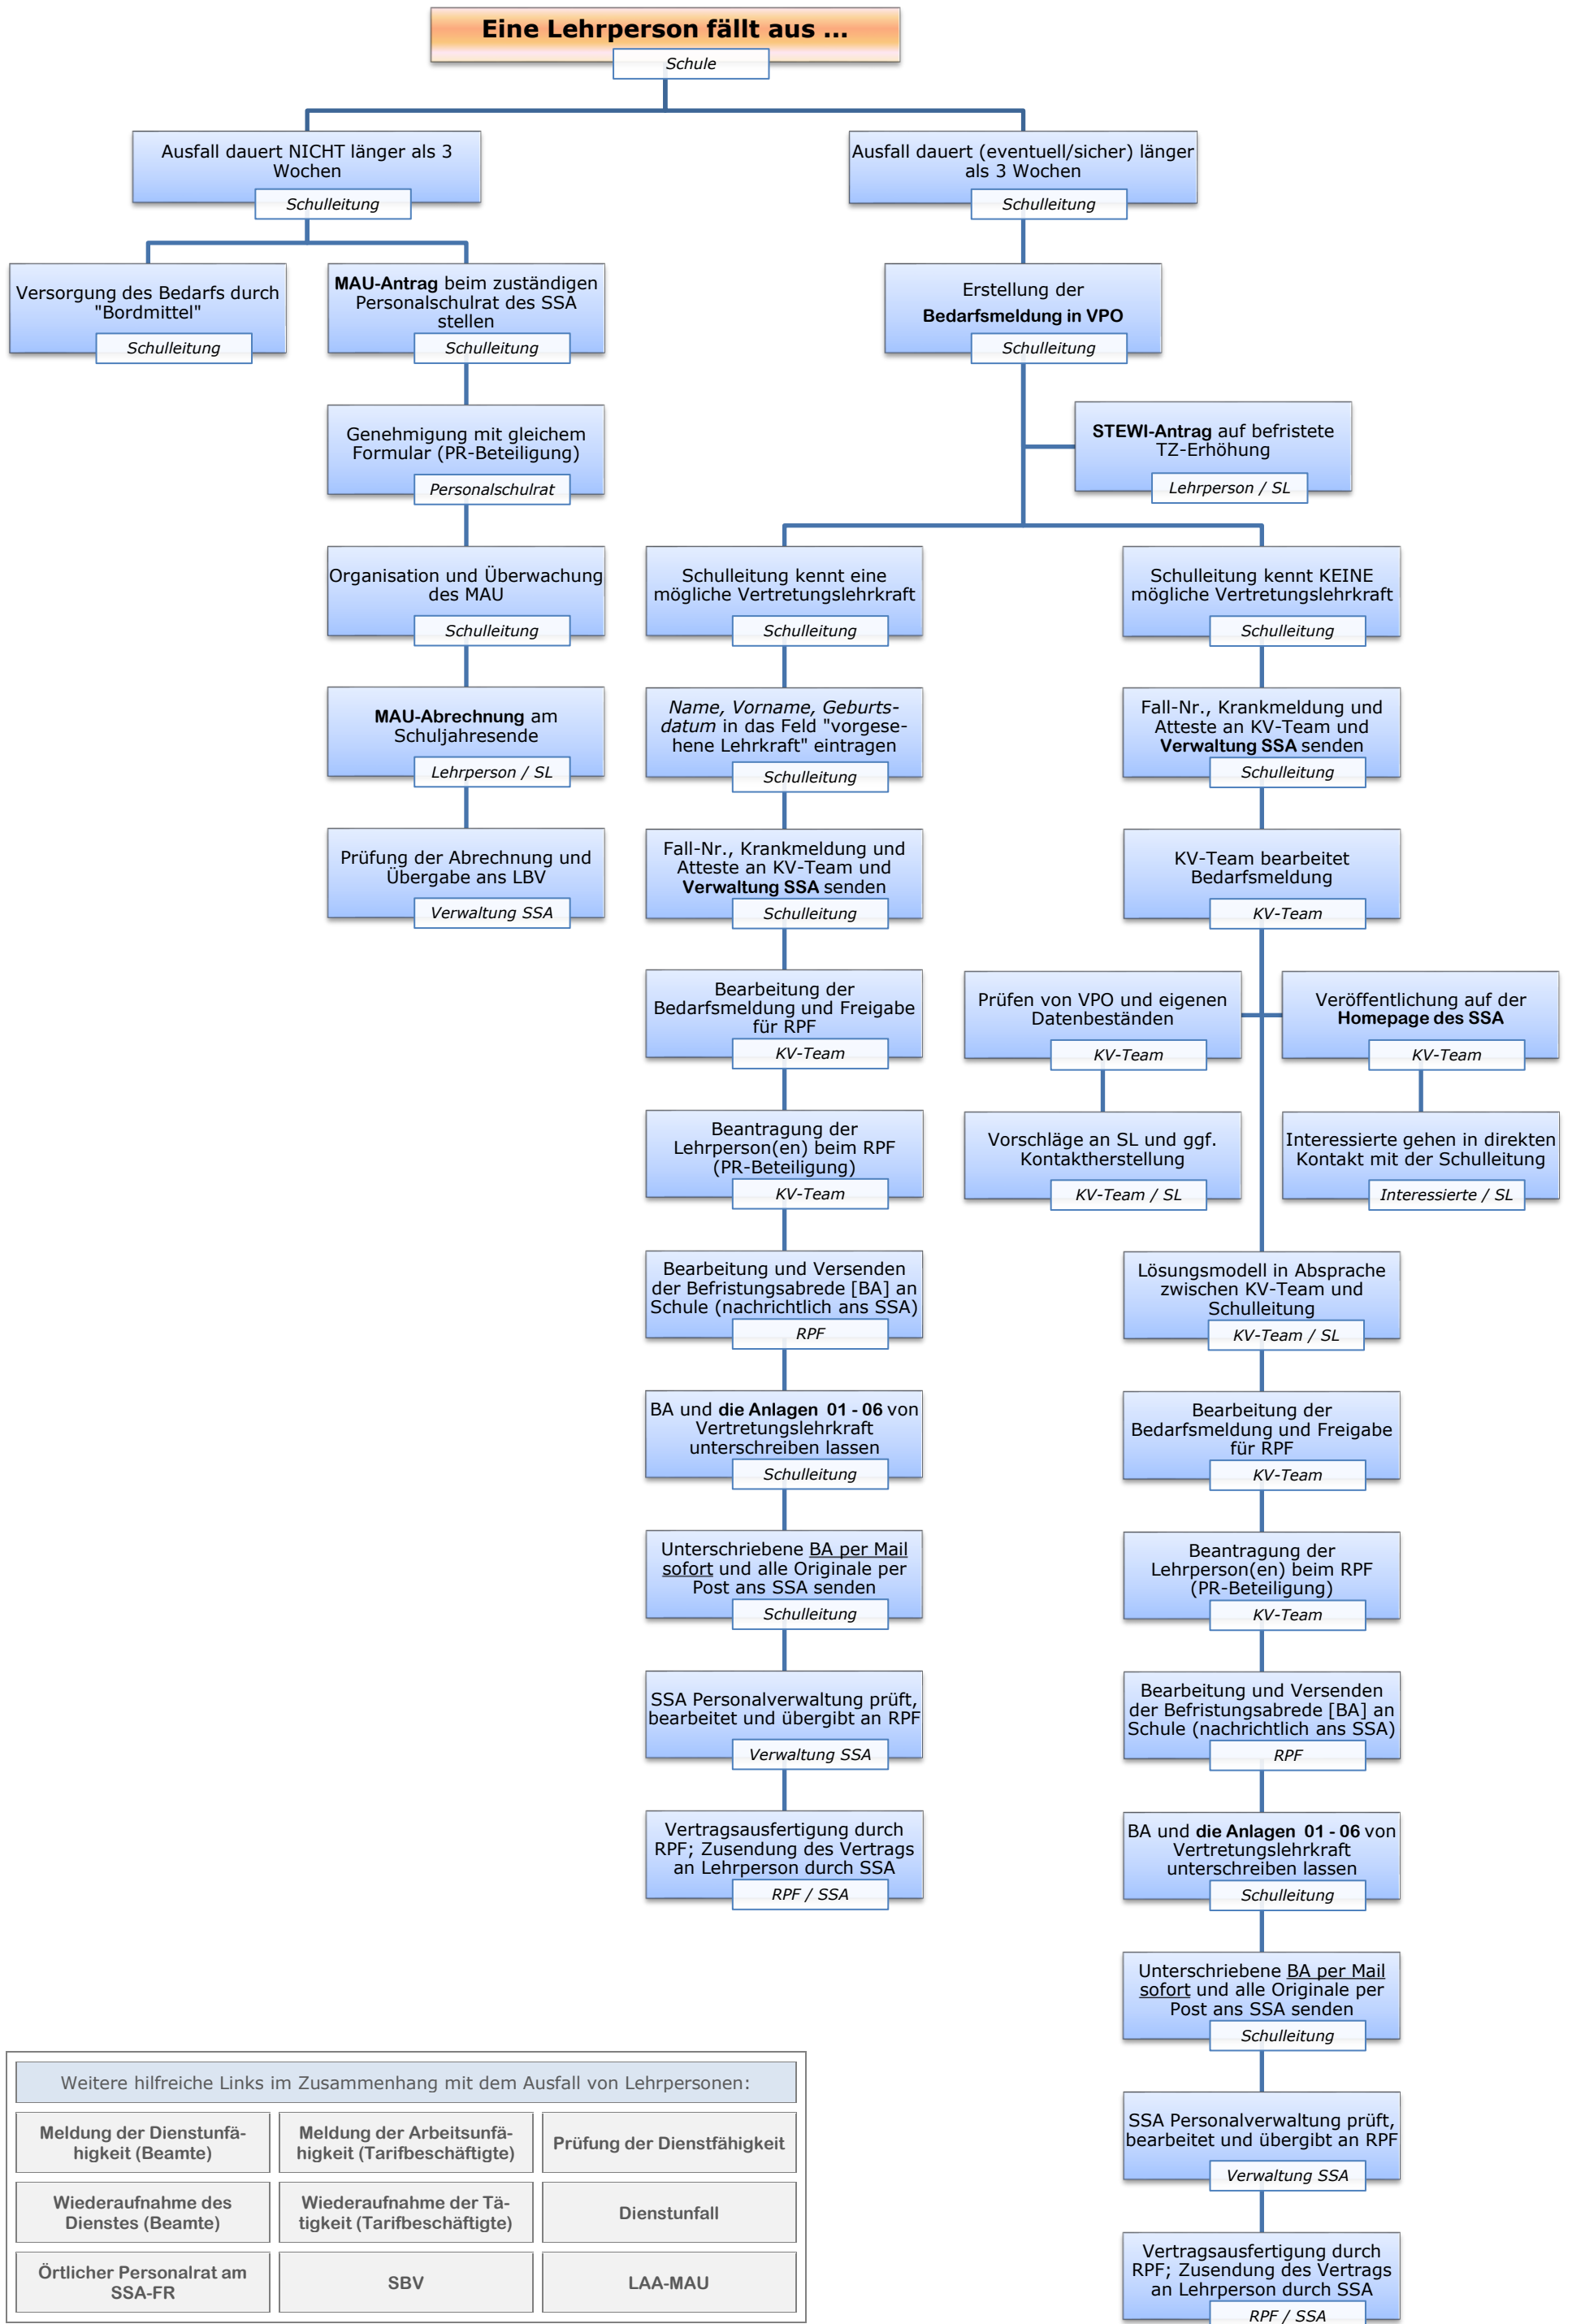 Eine Lehrperson fällt aus ...
Schule
Ausfall dauert NICHT länger als 3
Wochen
Schulleitung
Ausfall dauert (eventuell/sicher) länger
als 3 Wochen
Schulleitung
Versorgung des Bedarfs durch
"Bordmittel"
Schulleitung
MAU-Antrag beim zuständigen
Personalschulrat des SSA
stellen
Schulleitung
Genehmigung mit gleichem
Formular (PR-Beteiligung)
Personalschulrat
Organisation und Überwachung
des MAU
Schulleitung
MAU-Abrechnung am
Schuljahresende
Lehrperson / SL
Prüfung der Abrechnung und
Übergabe ans LBV
Verwaltung SSA
Erstellung der
Bedarfsmeldung in VPO
Schulleitung
STEWI-Antrag auf befristete
TZ-Erhöhung
Lehrperson / SL
Schulleitung kennt eine
mögliche Vertretungslehrkraft
Schulleitung
Name, Vorname, Geburts-
datum in das Feld "vorgese-
hene Lehrkraft" eintragen
Schulleitung
Fall-Nr., Krankmeldung und
Atteste an KV-Team und
Verwaltung SSA senden
Schulleitung
Bearbeitung der
Bedarfsmeldung und Freigabe
für RPF
KV-Team
Beantragung der
Lehrperson(en) beim RPF
(PR-Beteiligung)
KV-Team
Bearbeitung und Versenden
der Befristungsabrede [BA] an
Schule (nachrichtlich ans SSA)
RPF
BA und die Anlagen 01 - 06 von
Vertretungslehrkraft
unterschreiben lassen
Schulleitung
Unterschriebene BA per Mail
sofort und alle Originale per
Post ans SSA senden
Schulleitung
SSA Personalverwaltung prüft,
bearbeitet und übergibt an RPF
Verwaltung SSA
Vertragsausfertigung durch
RPF; Zusendung des Vertrags
an Lehrperson durch SSA
RPF / SSA
Schulleitung kennt KEINE
mögliche Vertretungslehrkraft
Schulleitung
Fall-Nr., Krankmeldung und
Atteste an KV-Team und
Verwaltung SSA senden
Schulleitung
KV-Team bearbeitet
Bedarfsmeldung
KV-Team
Prüfen von VPO und eigenen
Datenbeständen
KV-Team
Vorschläge an SL und ggf.
Kontaktherstellung
KV-Team / SL
Veröffentlichung auf der
Homepage des SSA
KV-Team
Interessierte gehen in direkten
Kontakt mit der Schulleitung
Interessierte / SL
Lösungsmodell in Absprache
zwischen KV-Team und
Schulleitung
KV-Team / SL
Bearbeitung der
Bedarfsmeldung und Freigabe
für RPF
KV-Team
Beantragung der
Lehrperson(en) beim RPF
(PR-Beteiligung)
KV-Team
Bearbeitung und Versenden
der Befristungsabrede [BA] an
Schule (nachrichtlich ans SSA)
RPF
BA und die Anlagen 01 - 06 von
Vertretungslehrkraft
unterschreiben lassen
Schulleitung
Unterschriebene BA per Mail
sofort und alle Originale per
Post ans SSA senden
Schulleitung
SSA Personalverwaltung prüft,
bearbeitet und übergibt an RPF
Verwaltung SSA
Vertragsausfertigung durch
RPF; Zusendung des Vertrags
an Lehrperson durch SSA
RPF / SSA
Weitere hilfreiche Links im Zusammenhang mit dem Ausfall von Lehrpersonen:
Meldung der Dienstunfä-
higkeit (Beamte)
Meldung der Arbeitsunfä-
higkeit (Tarifbeschäftigte)
Prüfung der Dienstfähigkeit
Wiederaufnahme des
Dienstes (Beamte)
Wiederaufnahme der Tä-
tigkeit (Tarifbeschäftigte)
Dienstunfall
Örtlicher Personalrat am
SSA-FR
SBV
LAA-MAU